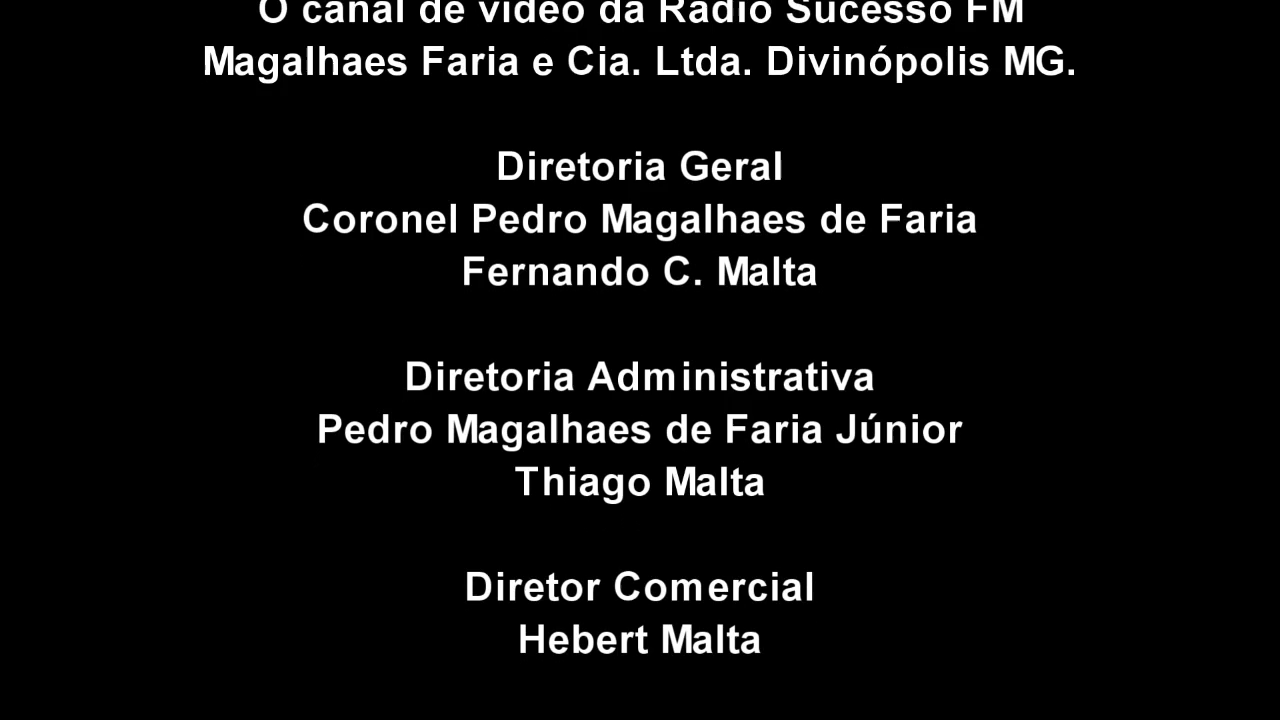 O canal de vídeo da Rádio Sucesso FM
Magalhaes Faria e Cia. Ltda. Divinópolis MG.
Diretoria Geral
Coronel Pedro Magalhaes de Faria
Fernando C. Malta
Diretoria Administrativa
Pedro Magalhaes de Faria Júnior
Thiago Malta
Diretor Comercial
Hebert Malta